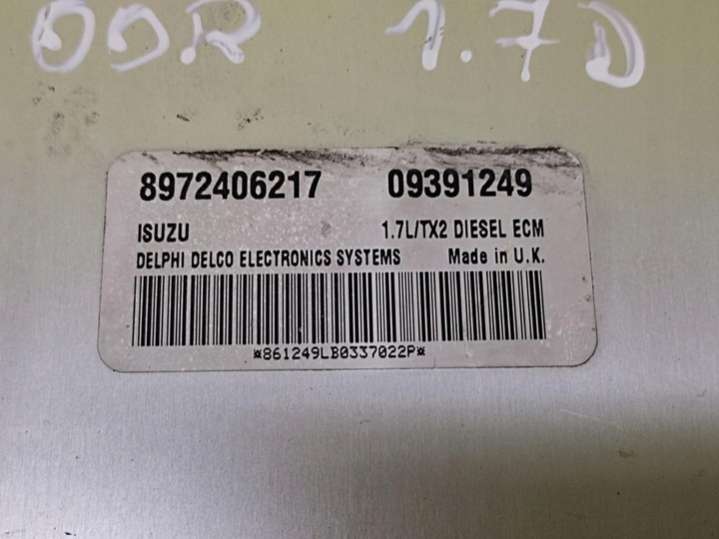 ODR 1.7D
8972406217 09391249
ISUZU 1.7L/TX2 DIESEL ECM
DELPHI DELCO ELECTRONICS SYSTEMS Made in U.K.
*861249LB0337022P*